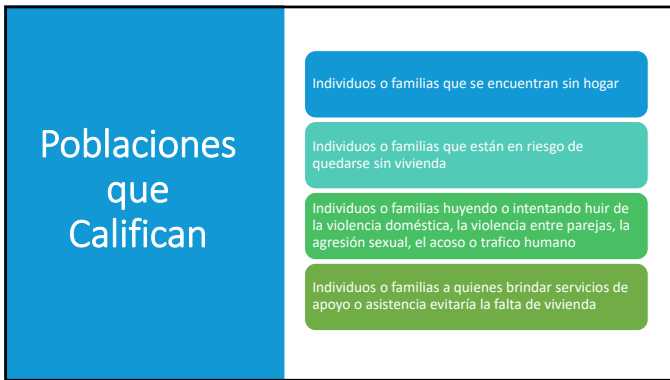 Poblaciones
que
Califican
Individuos o familias que se encuentran sin hogar
Individuos o familias que están en riesgo de
quedarse sin vivienda
Individuos o familias huyendo o intentando huir de
la violencia doméstica, la violencia entre parejas, la
agresión sexual, el acoso o trafico humano
Individuos o familias a quienes brindar servicios de
apoyo o asistencia evitaría la falta de vivienda